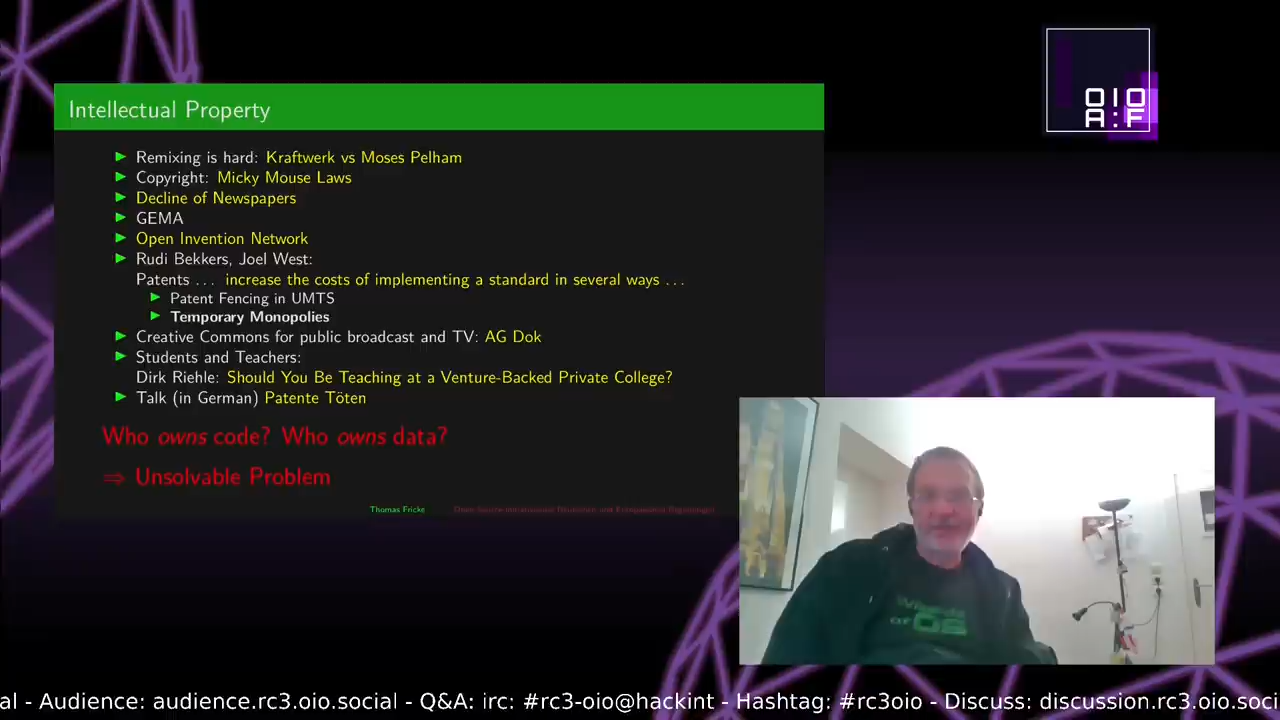 Intellectual Property
Remixing is hard: Kraftwerk vs Moses Pelham
Copyright: Micky Mouse Laws
Decline of Newspapers
GEMA
Open Invention Network
Rudi Bekkers, Joel West:
Patents ... increase the costs of implementing a standard in several ways ...
Patent Fencing in UMTS
Temporary Monopolies
Creative Commons for public broadcast and TV: AG Dok
Students and Teachers:
Dirk Riehle: Should You Be Teaching at a Venture-Backed Private College?
Talk (in German) Patente Töten
Who owns code? Who owns data?
⇒ Unsolvable Problem
Thomas Fricke
OIO
A:F
OS
al - Audience: audience.rc3.oio.social - Q&A: irc: #rc3-oio@hackint - Hashtag: #rc3oio - Discuss: discussion.rc3.oio.soci